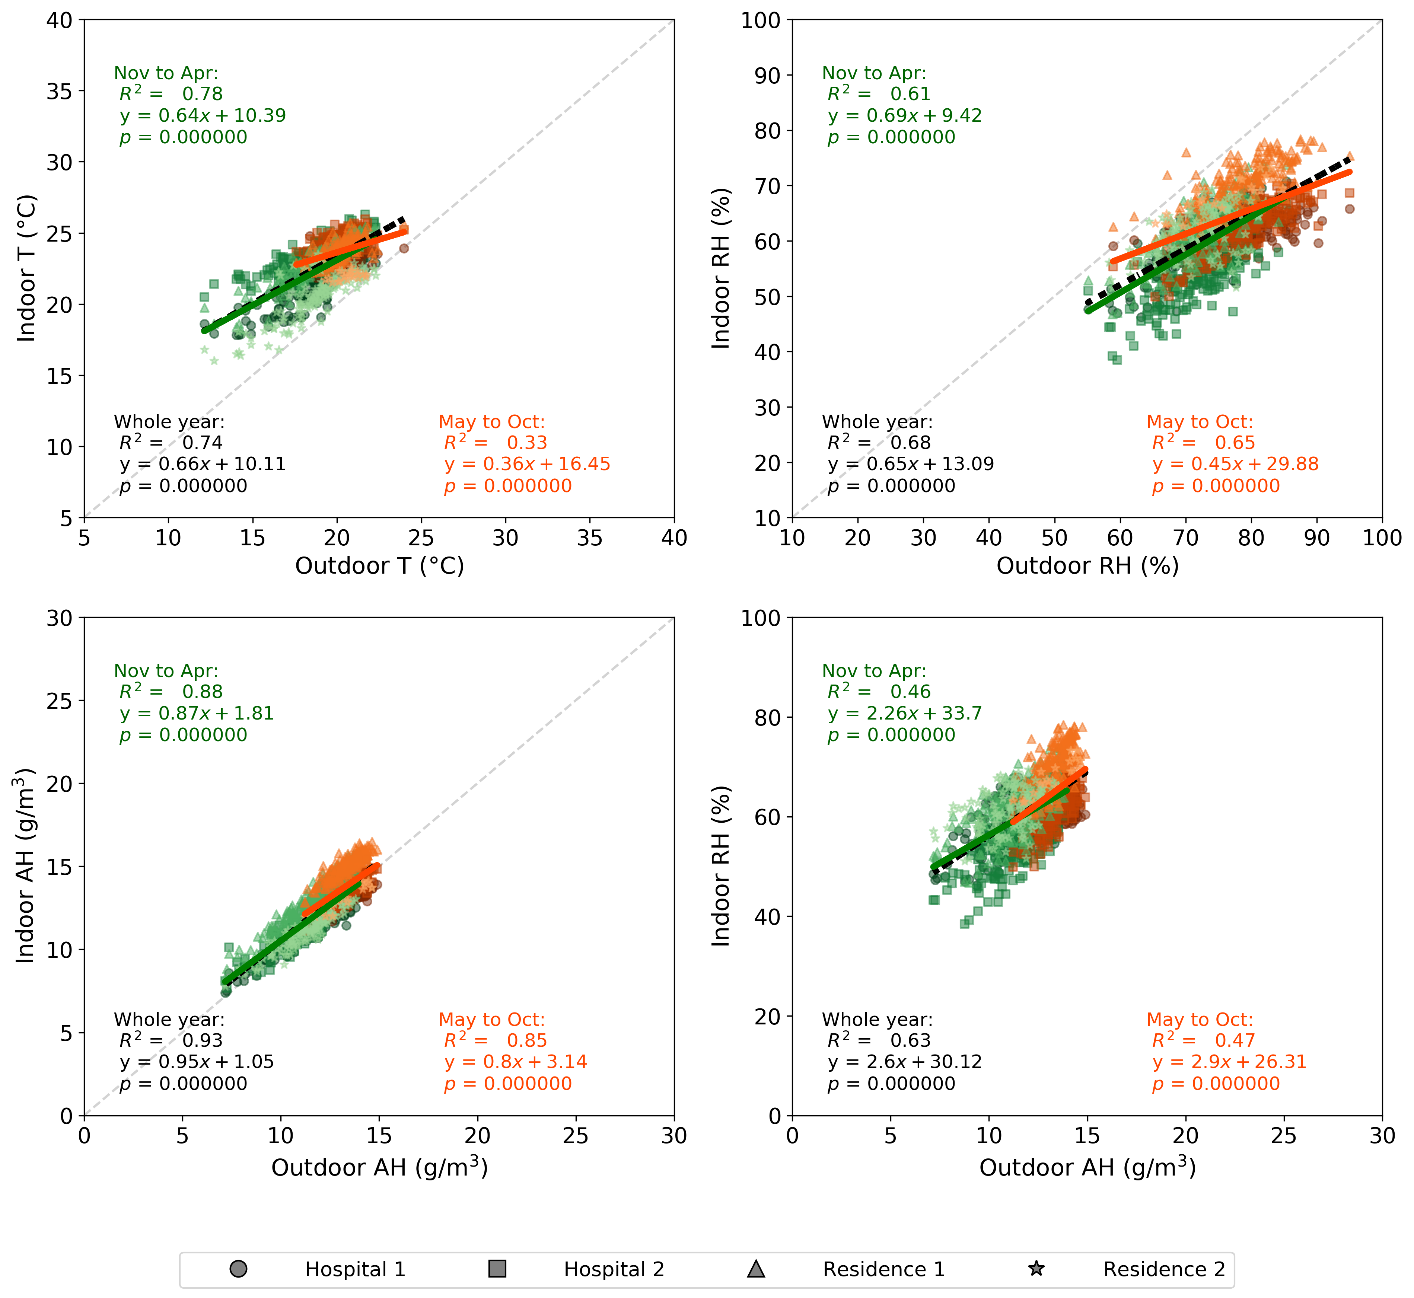 Nov to Apr:
R² = 0.78
y = 0.64x + 10.39
p = 0.000000
Whole year:
R² = 0.74
y = 0.66x + 10.11
p = 0.000000
May to Oct:
R² = 0.33
y = 0.36x + 16.45
p = 0.000000
40
35
30
25
20
15
10
5
Indoor T (°C)
5 10 15 20 25 30 35 40
Outdoor T (°C)
Nov to Apr:
R² = 0.61
y = 0.69x + 9.42
p = 0.000000
Whole year:
R² = 0.68
y = 0.65x + 13.09
p = 0.000000
May to Oct:
R² = 0.65
y = 0.45x + 29.88
p = 0.000000
100
90
80
70
60
50
40
30
20
10
Indoor RH (%)
10 20 30 40 50 60 70 80 90 100
Outdoor RH (%)
Nov to Apr:
R² = 0.88
y = 0.87x + 1.81
p = 0.000000
Whole year:
R² = 0.93
y = 0.95x + 1.05
p = 0.000000
May to Oct:
R² = 0.85
y = 0.8x + 3.14
p = 0.000000
30
25
20
15
10
5
0
Indoor AH (g/m³)
0 5 10 15 20 25 30
Outdoor AH (g/m³)
Nov to Apr:
R² = 0.46
y = 2.26x + 33.7
p = 0.000000
Whole year:
R² = 0.63
y = 2.6x + 30.12
p = 0.000000
May to Oct:
R² = 0.47
y = 2.9x + 26.31
p = 0.000000
100
80
60
40
20
0
Indoor RH (%)
0 5 10 15 20 25 30
Outdoor AH (g/m³)
Hospital 1 Hospital 2 Residence 1 Residence 2